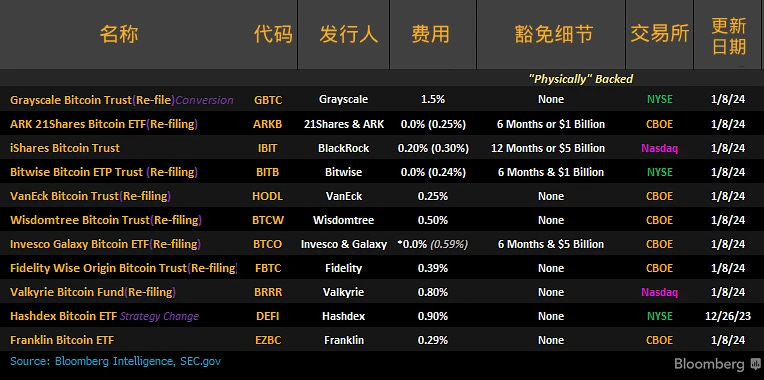 名称 代码 发行人 费用 豁免细节 交易所 更新日期
"Physically" Backed
Grayscale Bitcoin Trust(Re-file)Conversion GBTC Grayscale 1.5% None NYSE 1/8/24
ARK 21Shares Bitcoin ETF(Re-filing) ARKB 21Shares & ARK 0.0% (0.25%) 6 Months or $1 Billion CBOE 1/8/24
iShares Bitcoin Trust IBIT BlackRock 0.20% (0.30%) 12 Months or $5 Billion Nasdaq 1/8/24
Bitwise Bitcoin ETP Trust (Re-filing) BITB Bitwise 0.0% (0.24%) 6 Months & $1 Billion NYSE 1/8/24
VanEck Bitcoin Trust(Re-filing) HODL VanEck 0.25% None CBOE 1/8/24
Wisdomtree Bitcoin Trust(Re-filing) BTCW Wisdomtree 0.50% None CBOE 1/8/24
Invesco Galaxy Bitcoin ETF(Re-filing) BTCO Invesco & Galaxy *0.0% (0.59%) 6 Months & $5 Billion CBOE 1/8/24
Fidelity Wise Origin Bitcoin Trust(Re-filing) FBTC Fidelity 0.39% None CBOE 1/8/24
Valkyrie Bitcoin Fund(Re-filing) BRRR Valkyrie 0.80% None Nasdaq 1/8/24
Hashdex Bitcoin ETF Strategy Change DEFI Hashdex 0.90% None NYSE 12/26/23
Franklin Bitcoin ETF EZBC Franklin 0.29% None CBOE 1/8/24
Source: Bloomberg Intelligence, SEC.gov Bloomberg